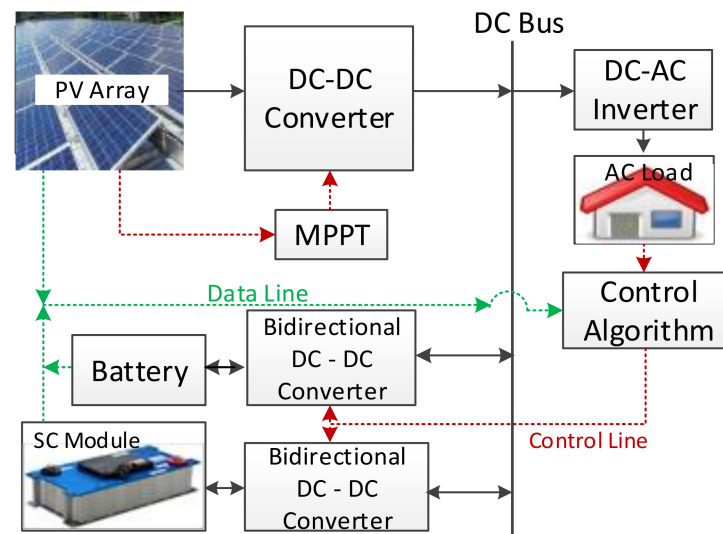 DC Bus
PV Array
DC-DC
Converter
DC-AC
Inverter
AC Load
MPPT
Data Line
Control
Algorithm
Bidirectional
DC - DC
Converter
Battery
Control Line
SC Module
Bidirectional
DC - DC
Converter